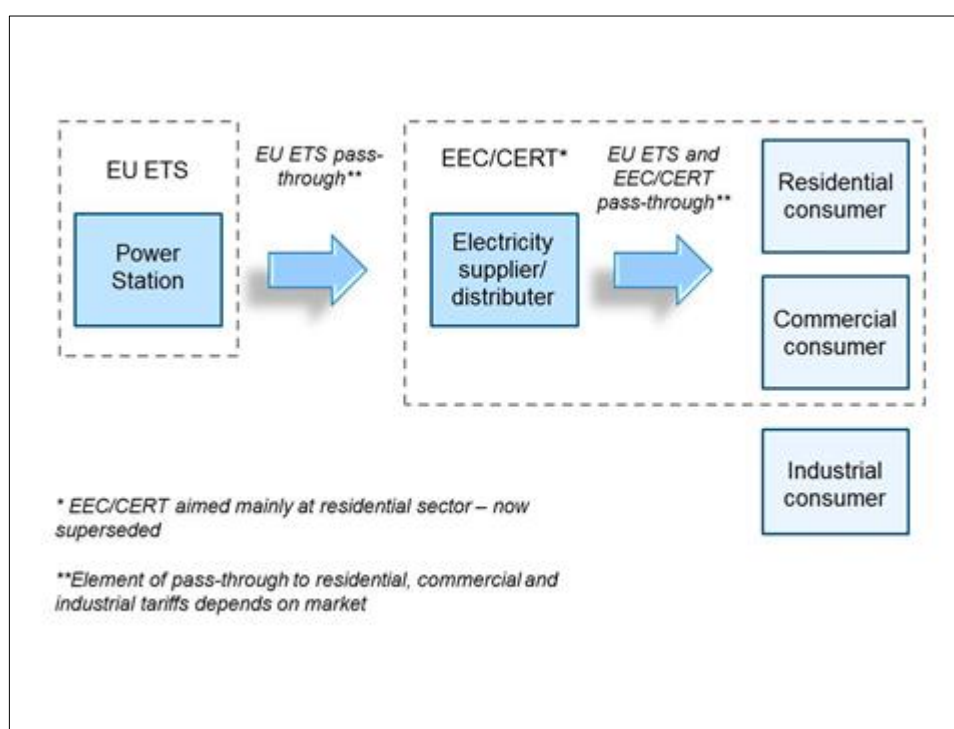 EU ETS
Power
Station
EU ETS pass-
through**
EEC/CERT*
Electricity
supplier/
distributer
EU ETS and
EEC/CERT
pass-through**
Residential
consumer
Commercial
consumer
Industrial
consumer
* EEC/CERT aimed mainly at residential sector – now
superseded
**Element of pass-through to residential, commercial and
industrial tariffs depends on market